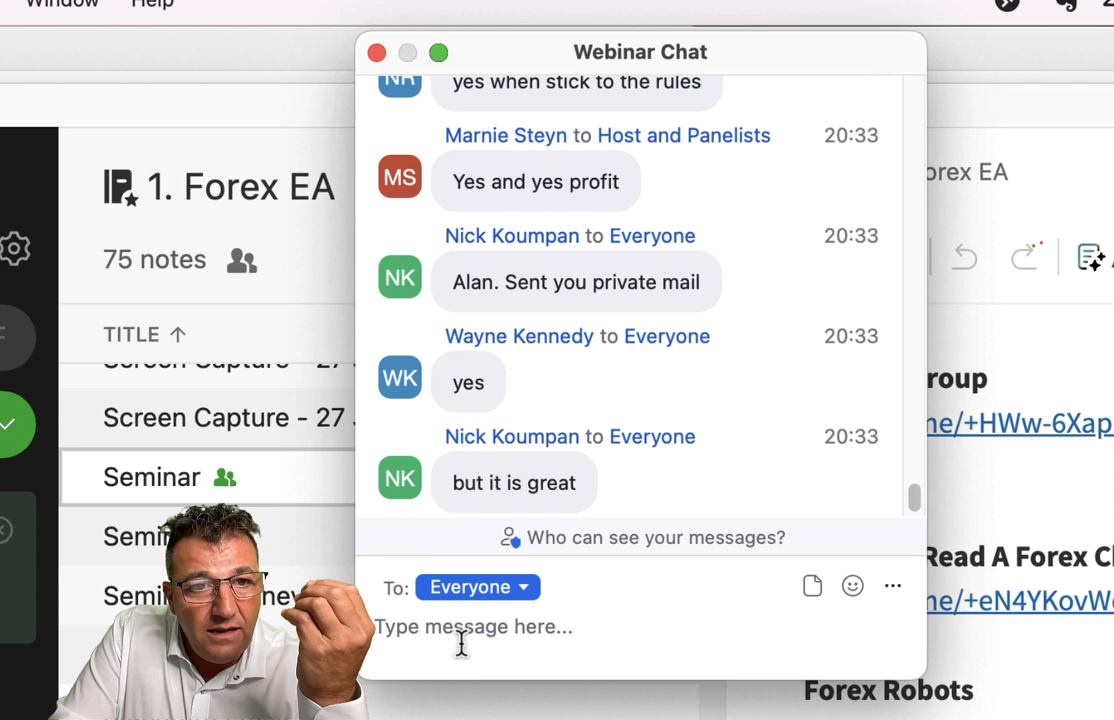 Window Help
Webinar Chat
NR
yes when stick to the rules
Marnie Steyn to Host and Panelists 20:33
MS
Yes and yes profit
Nick Koumpan to Everyone 20:33
NK
Alan. Sent you private mail
Wayne Kennedy to Everyone 20:33
WK
yes
Nick Koumpan to Everyone 20:33
NK
but it is great
Who can see your messages?
To: Everyone
Type message here...
1. Forex EA
75 notes
TITLE ↑
Screen Capture - 27
Screen Capture - 27
Seminar
orex EA
roup
ne/+HWw-6Xap
Read A Forex C
ne/+eN4YKovW
Forex Robots